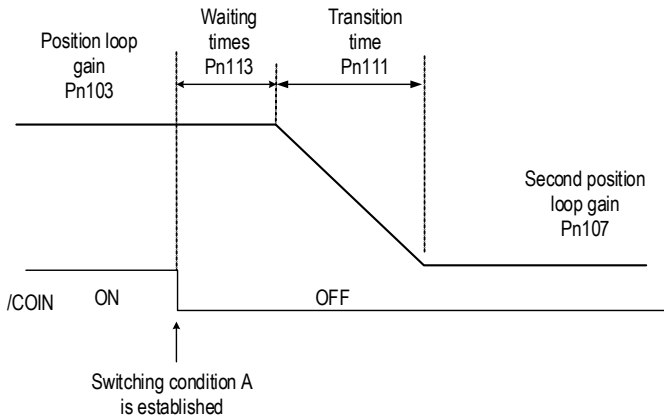 Position loop
gain
Pn103
Waiting
times
Pn113
Transition
time
Pn111
Second position
loop gain
Pn107
/COIN ON OFF
Switching condition A
is established